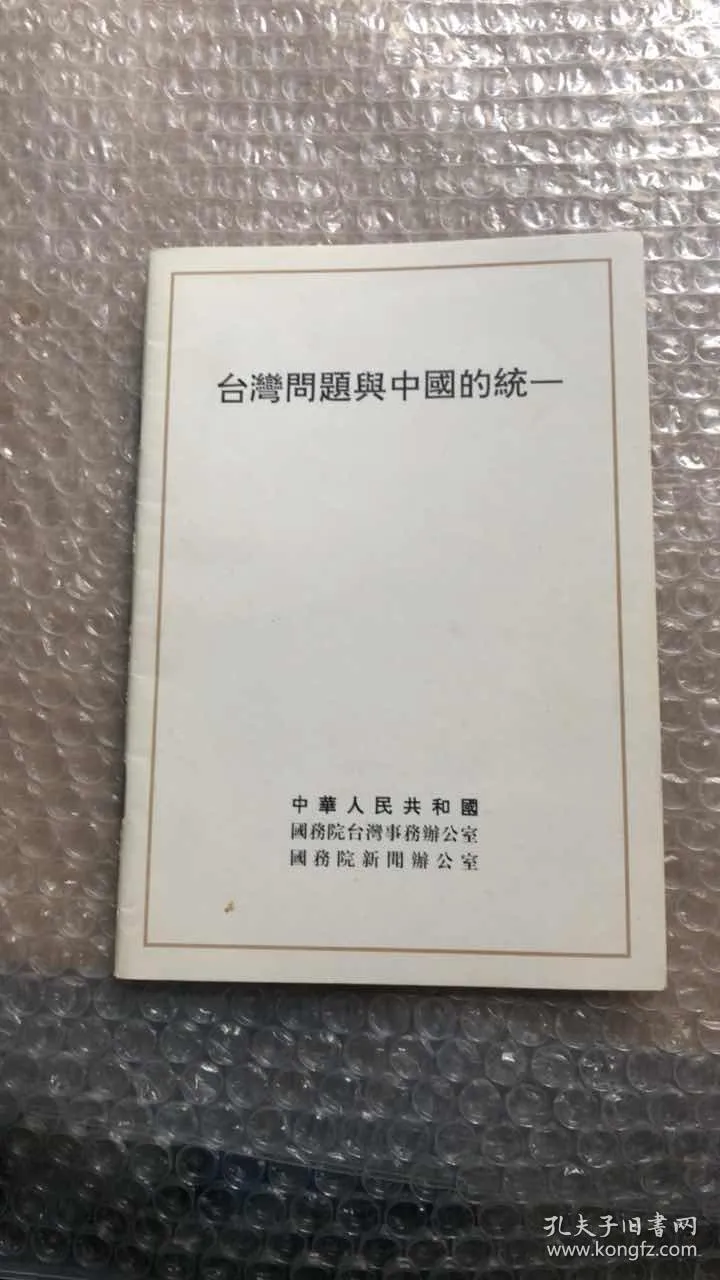 台灣問題與中國的統一
中華人民共和國
國務院台灣事務辦公室
國務院新聞辦公室
孔夫子旧書网
www.kongfz.com